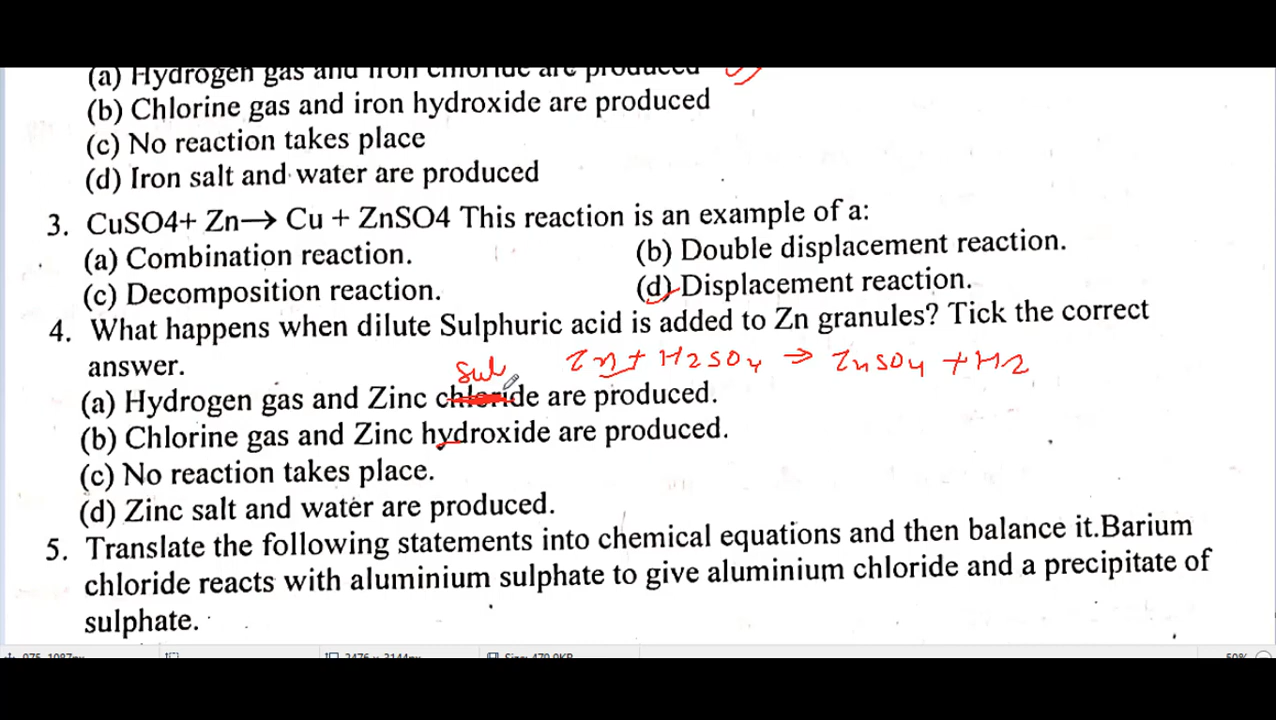 (a) Hydrogen gas and iron chloride are produced
(b) Chlorine gas and iron hydroxide are produced
(c) No reaction takes place
(d) Iron salt and water are produced
3. CuSO4+ Zn→ Cu + ZnSO4 This reaction is an example of a:
(a) Combination reaction. (b) Double displacement reaction.
(c) Decomposition reaction. (d) Displacement reaction.
4. What happens when dilute Sulphuric acid is added to Zn granules? Tick the correct
answer.
Sul Zn + H2SO4 → ZnSO4 + H2
(a) Hydrogen gas and Zinc chloride are produced.
(b) Chlorine gas and Zinc hydroxide are produced.
(c) No reaction takes place.
(d) Zinc salt and water are produced.
5. Translate the following statements into chemical equations and then balance it.Barium
chloride reacts with aluminium sulphate to give aluminium chloride and a precipitate of
sulphate.